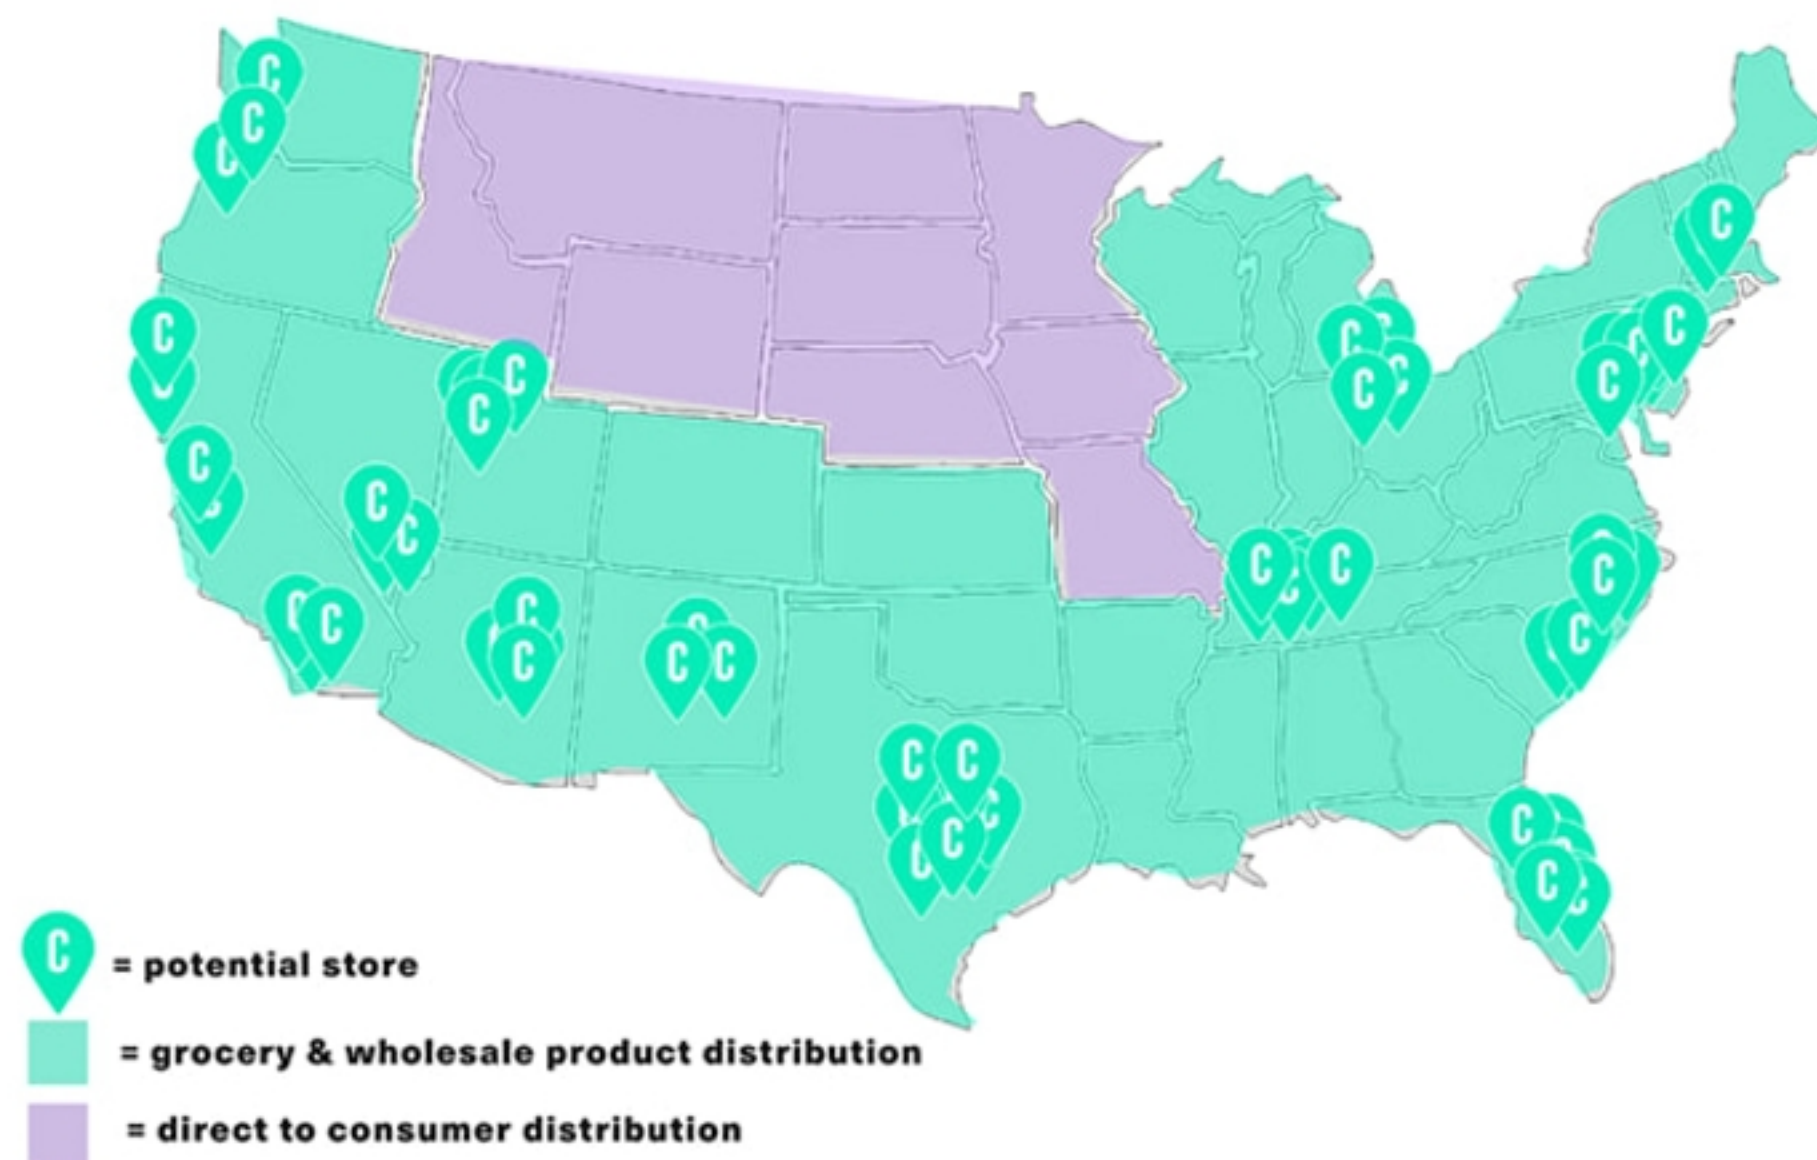 C = potential store
= grocery & wholesale product distribution
= direct to consumer distribution